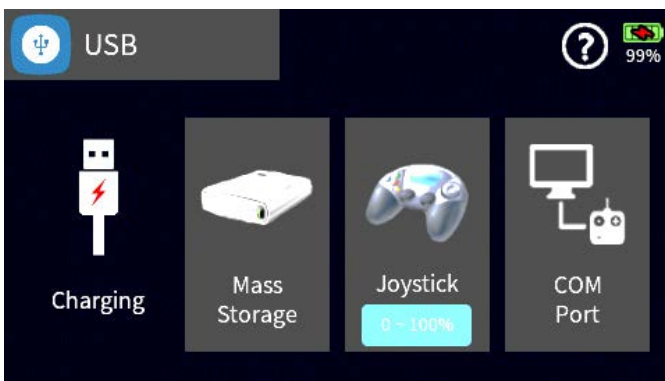 USB
?
99%
Charging
Mass
Storage
Joystick
0 ~ 100%
COM
Port